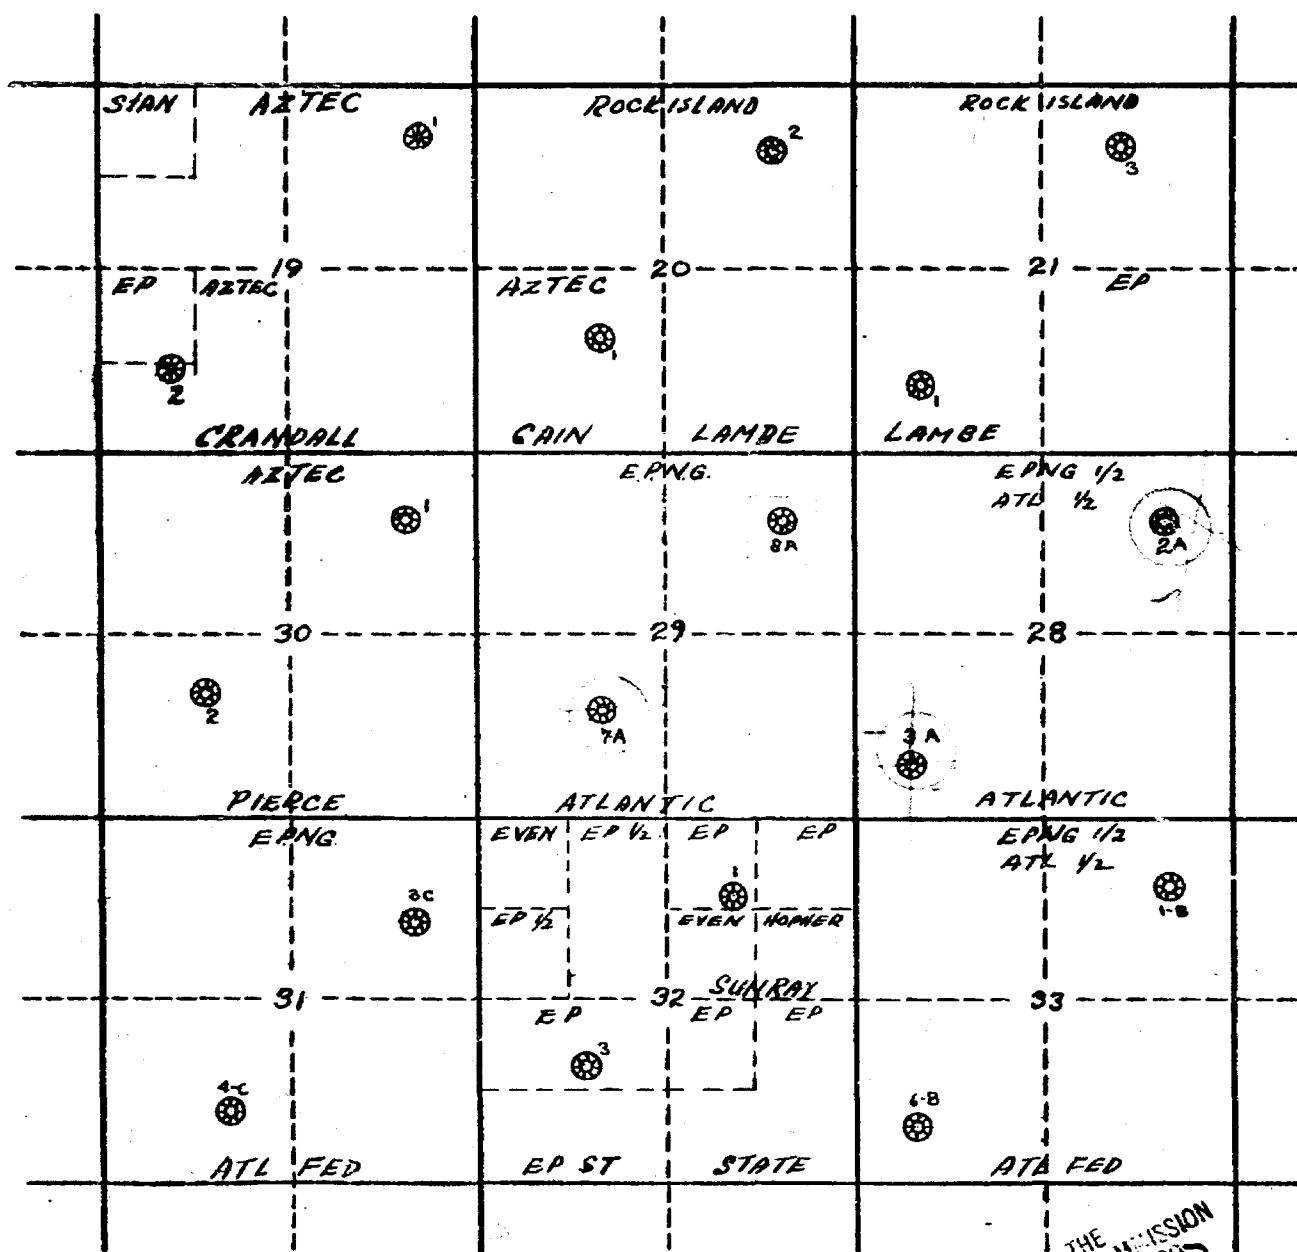 STAN AZTEC ROCK ISLAND ROCK ISLAND
1 2 3
19 20 21
EP AZTEC AZTEC EP
1
2 1
CRANDALL CAIN LAMBE LAMBE
AZTEC E.P.N.G. EPNG 1/2
ATL 1/2
1 8A 2A
30 29 28
2 7A 3 A
PIERCE ATLANTIC ATLANTIC
EPNG EVEN EP 1/2 EP EP EPNG 1/2
ATL 1/2
1
3C 1-B
EP 1/2 EVEN HOPNER
SUNRAY
31 32 33
EP EP EP
3
4-C 6-B
ATL FED EP ST STATE ATL FED
THE